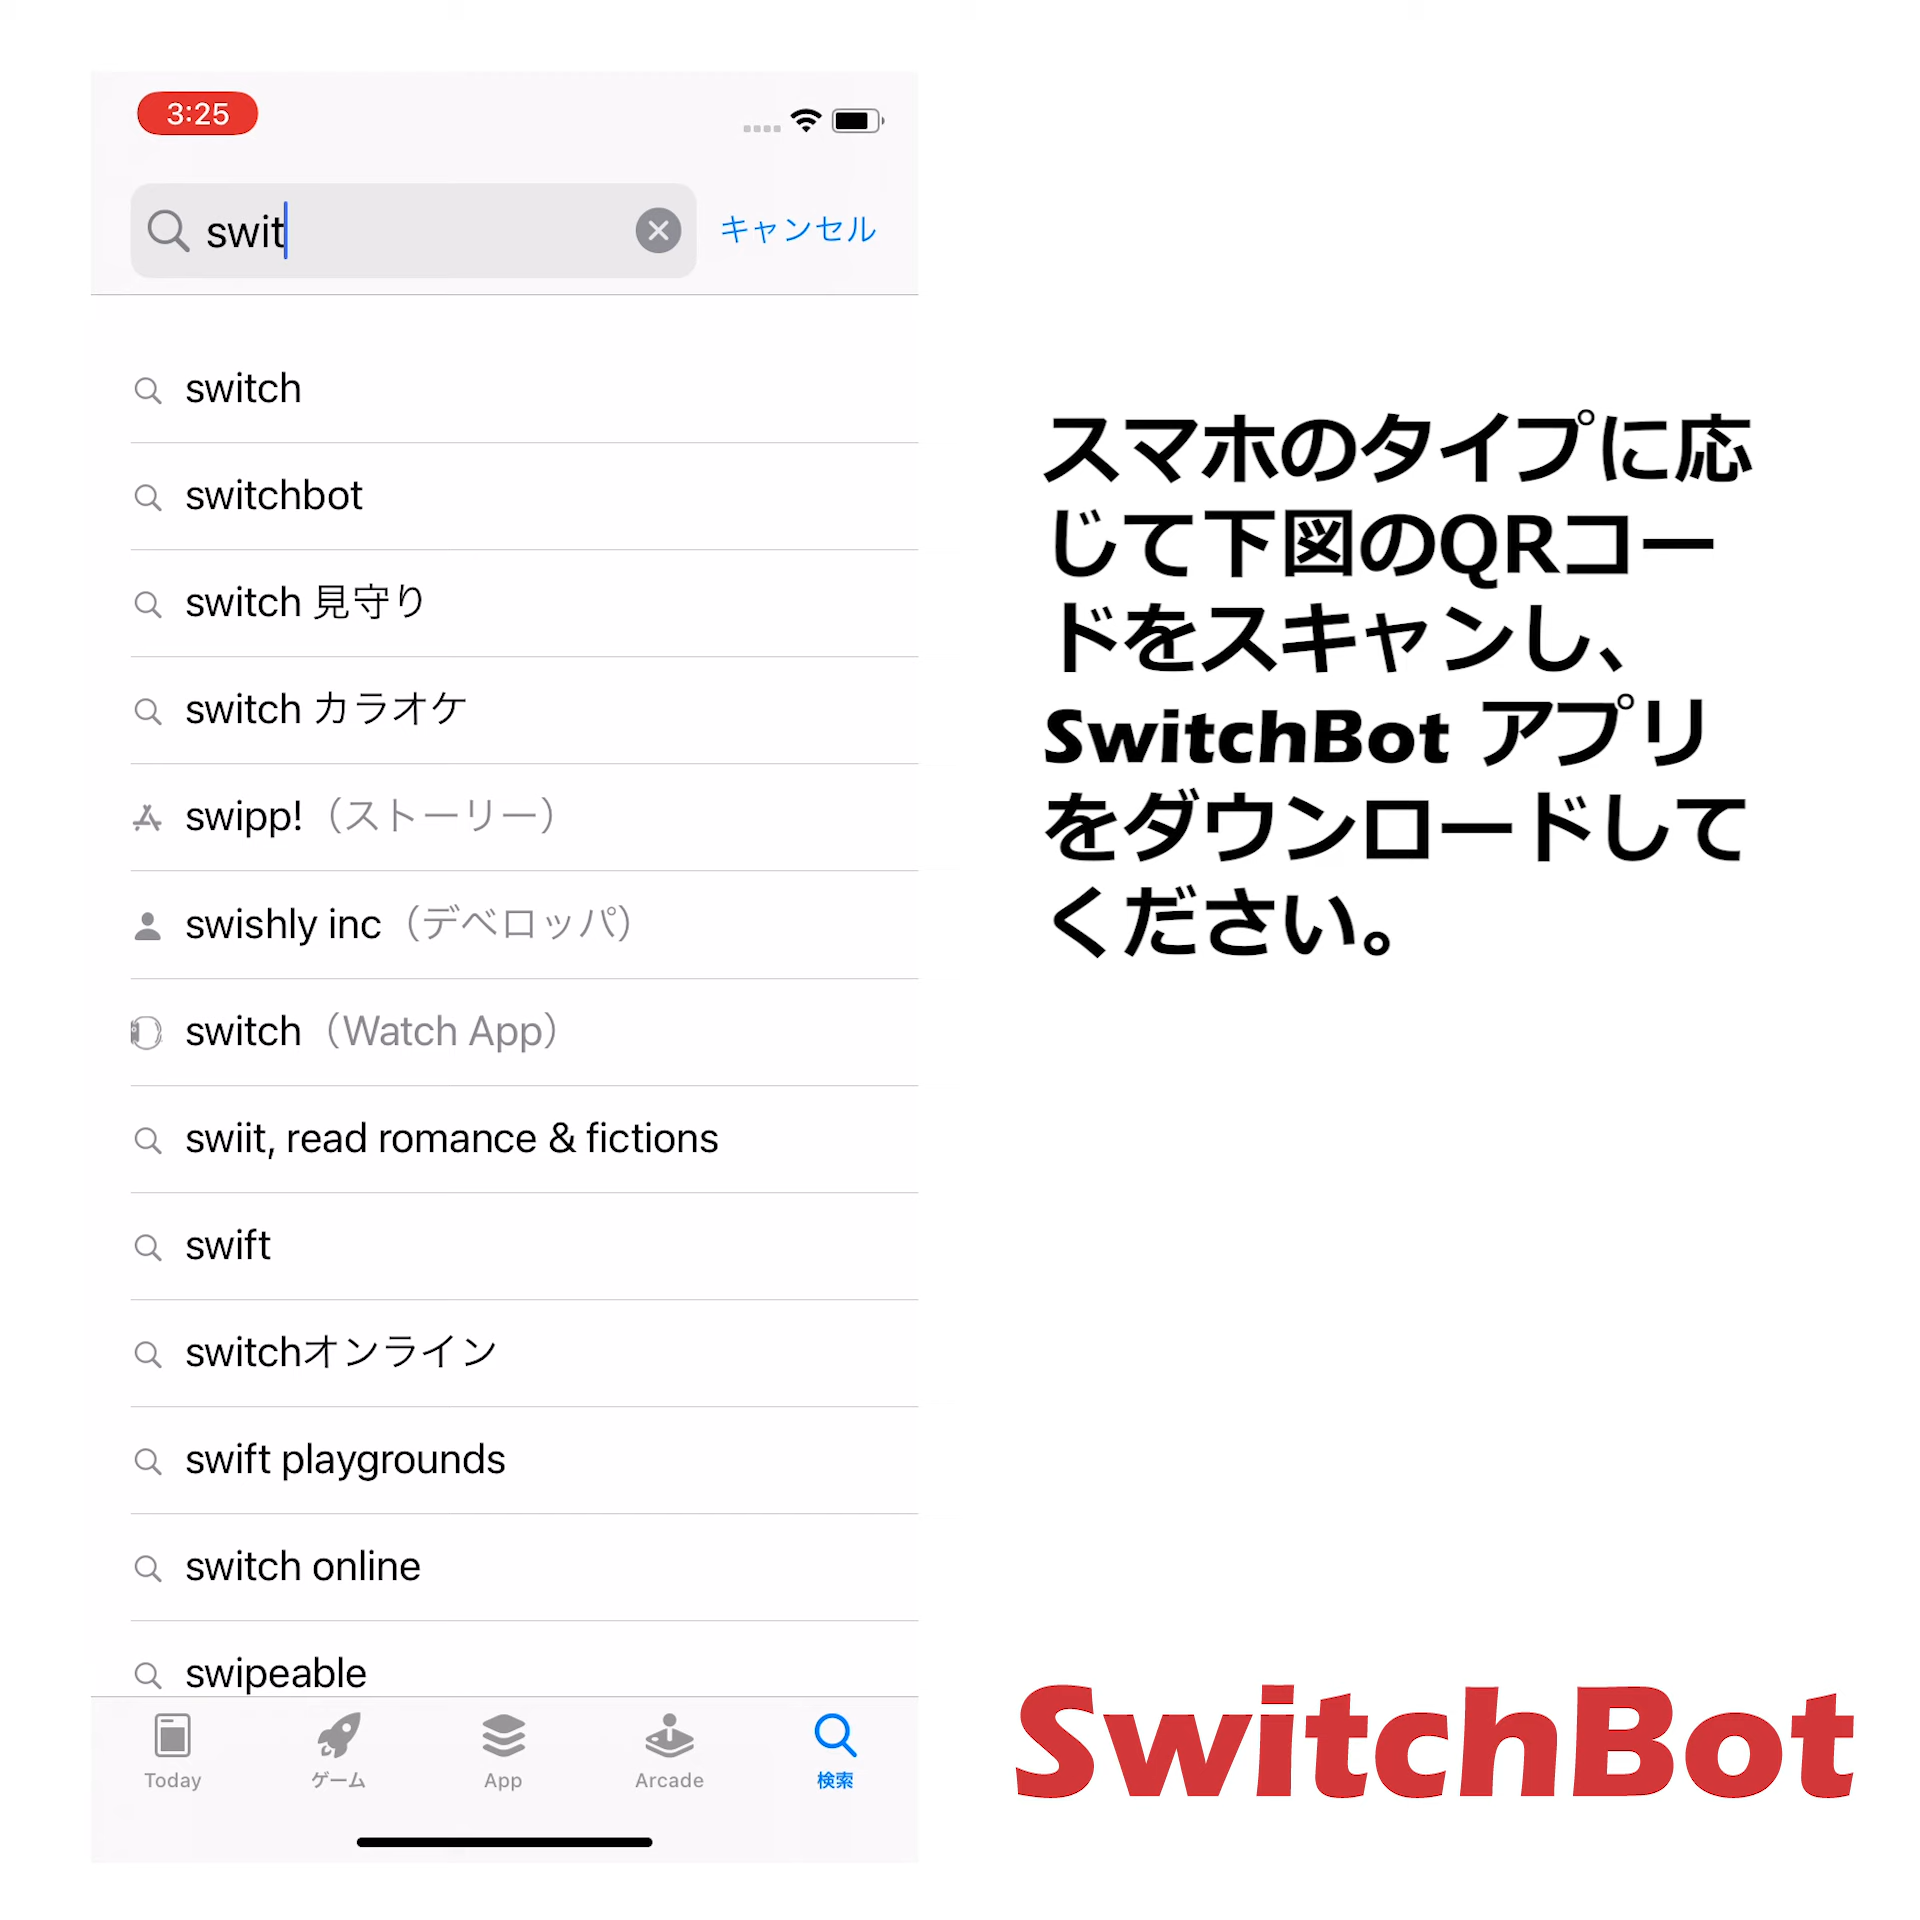 3:25
swit
キャンセル
switch
switchbot
switch 見守り
switch カラオケ
swipp!（ストーリー）
swishly inc（デベロッパ）
switch（Watch App）
swiit, read romance & fictions
swift
switchオンライン
swift playgrounds
switch online
swipeable
Today
ゲーム
App
Arcade
検索
スマホのタイプに応
じて下図のQRコー
ドをスキャンし、
SwitchBot アプリ
をダウンロードして
ください。
SwitchBot